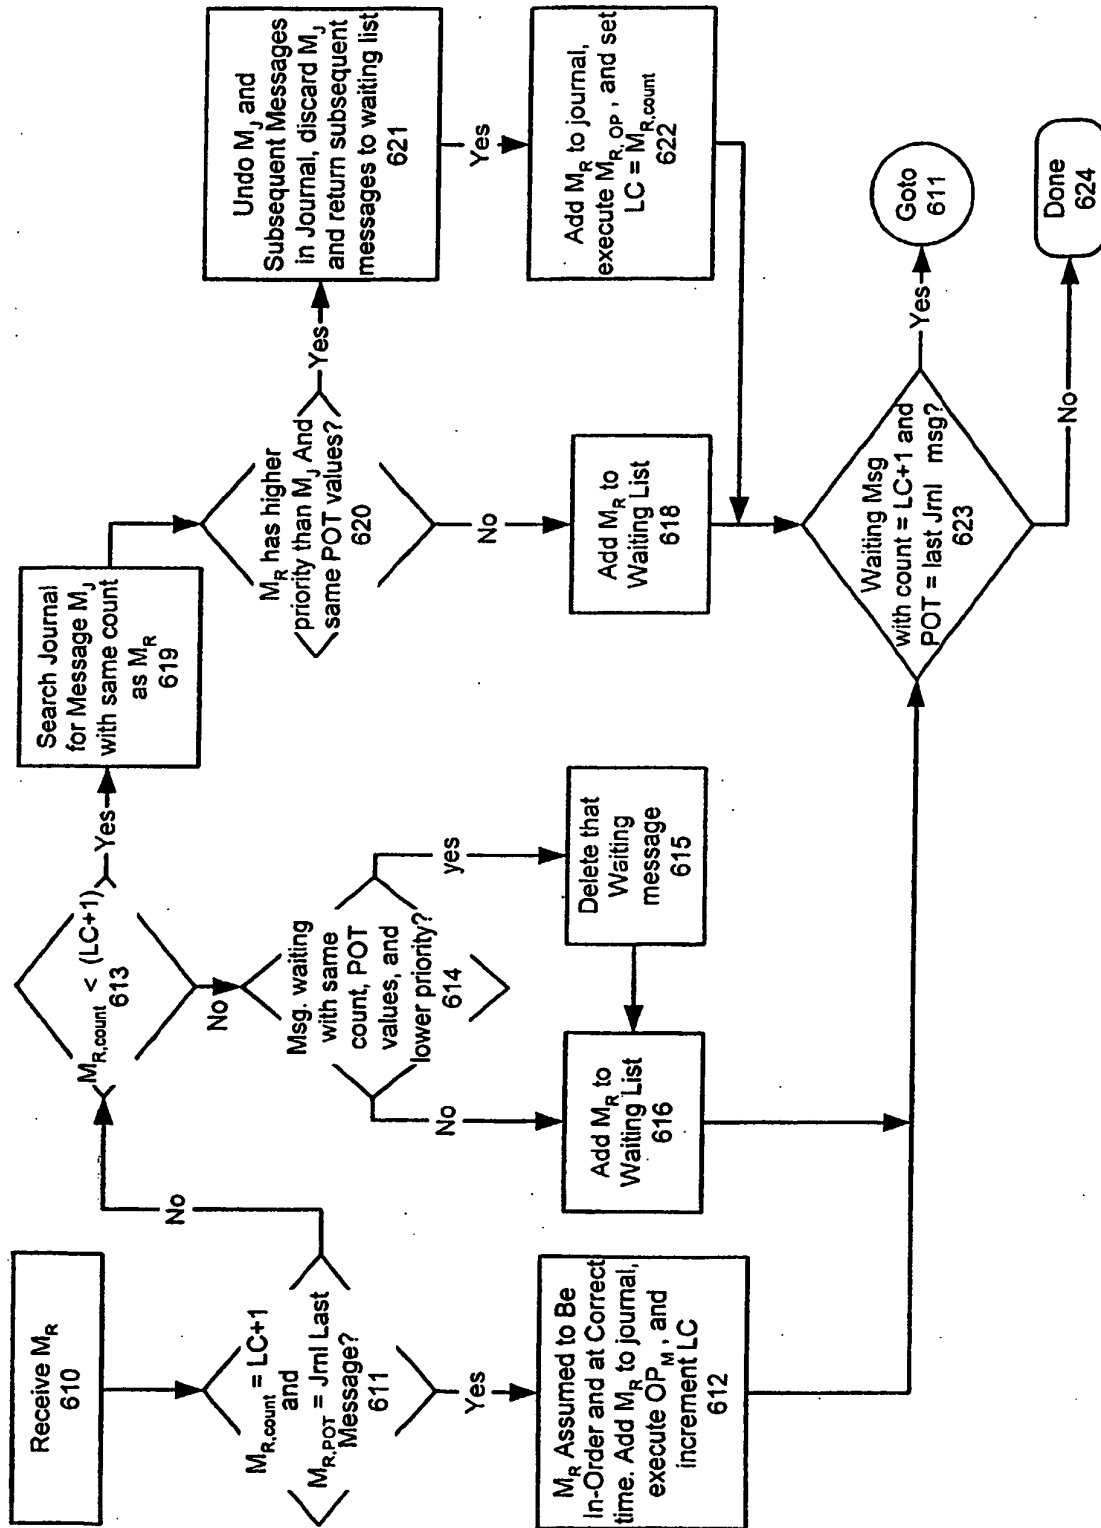 Receive M_R
610
M_R,count = LC+1
and
M_R,POT = Jrnl Last
Message?
611
Yes
No
M_R Assumed to Be
In-Order and at Correct
time. Add M_R to journal,
execute OP_M, and
increment LC
612
M_R,count < (LC+1)
613
Yes
No
Msg. waiting
with same
count, POT
values, and
lower priority?
614
No
yes
Add M_R to
Waiting List
616
Delete that
Waiting
message
615
Search Journal
for Message M_J
with same count
as M_R
619
M_R has higher
priority than M_J And
same POT values?
620
Yes
No
Add M_R to
Waiting List
618
Undo M_J and
Subsequent Messages
in Journal, discard M_J
and return subsequent
messages to waiting list
621
Yes
Add M_R to journal,
execute M_R,OP, and set
LC = M_R,count
622
Waiting Msg
with count = LC+1 and
POT = last Jrnl msg?
623
Yes
No
Goto
611
Done
624